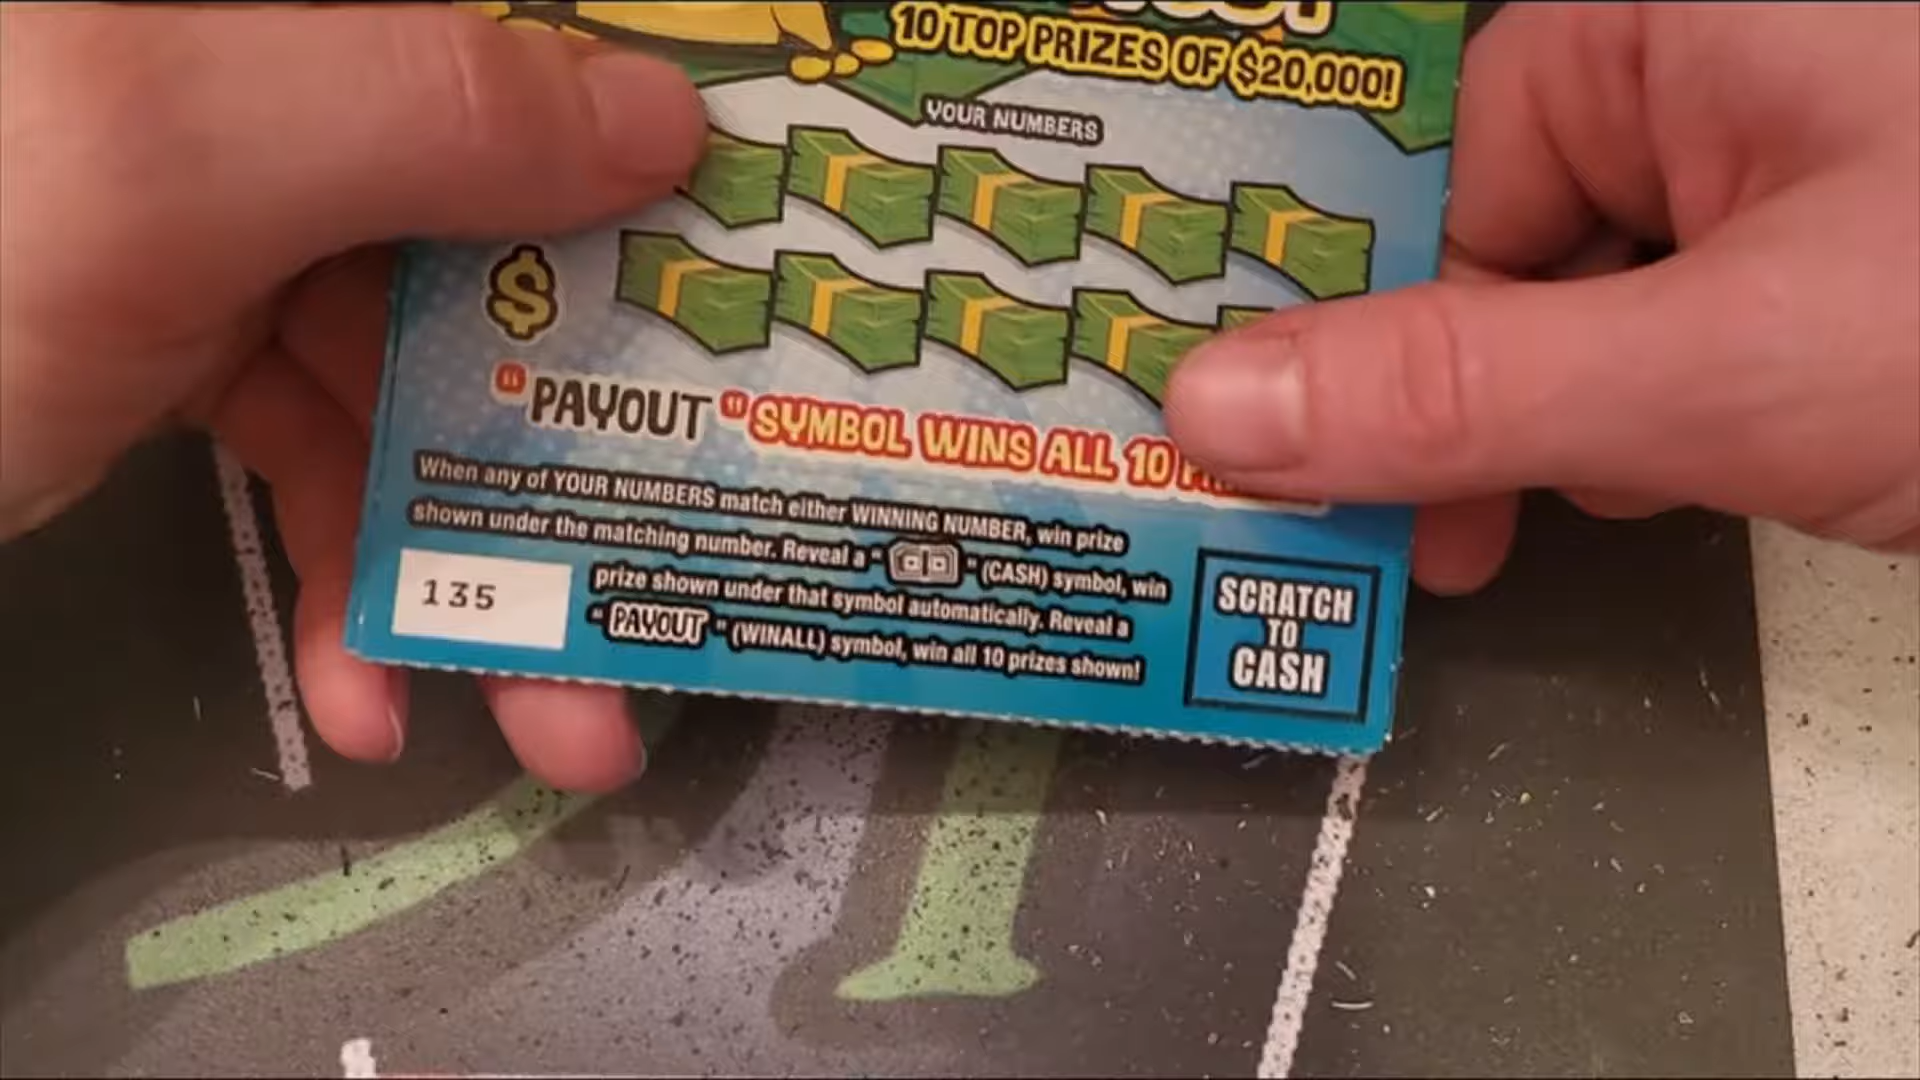 10 TOP PRIZES OF $20,000!
YOUR NUMBERS
$
"PAYOUT" SYMBOL WINS ALL 10
When any of YOUR NUMBERS match either WINNING NUMBER, win prize
shown under the matching number. Reveal a " " (CASH) symbol, win
prize shown under that symbol automatically. Reveal a
"PAYOUT" (WINALL) symbol, win all 10 prizes shown!
135
SCRATCH
TO
CASH